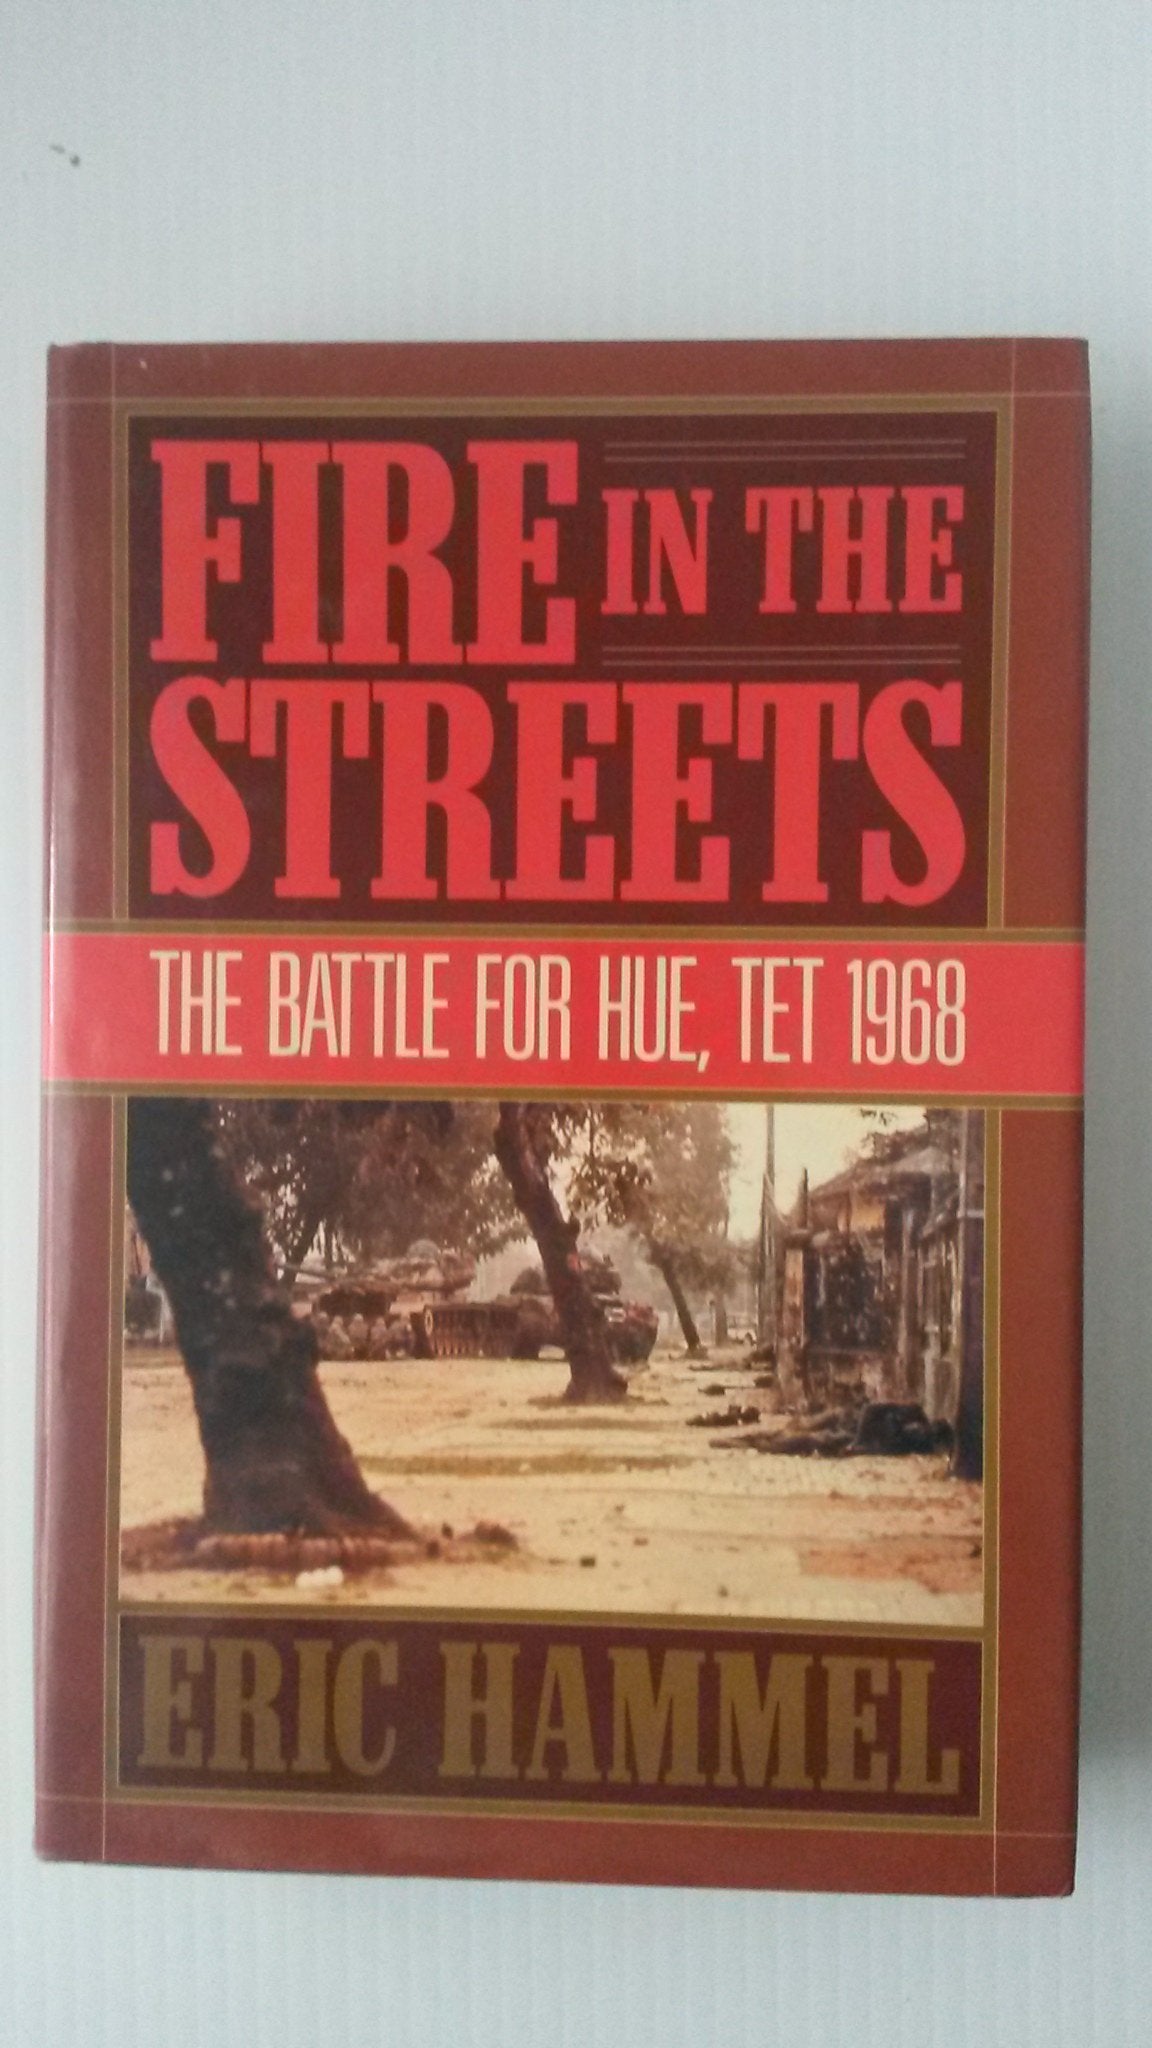 FIRE IN THE
STREETS
THE BATTLE FOR HUE, TET 1968
ERIC HAMMEL